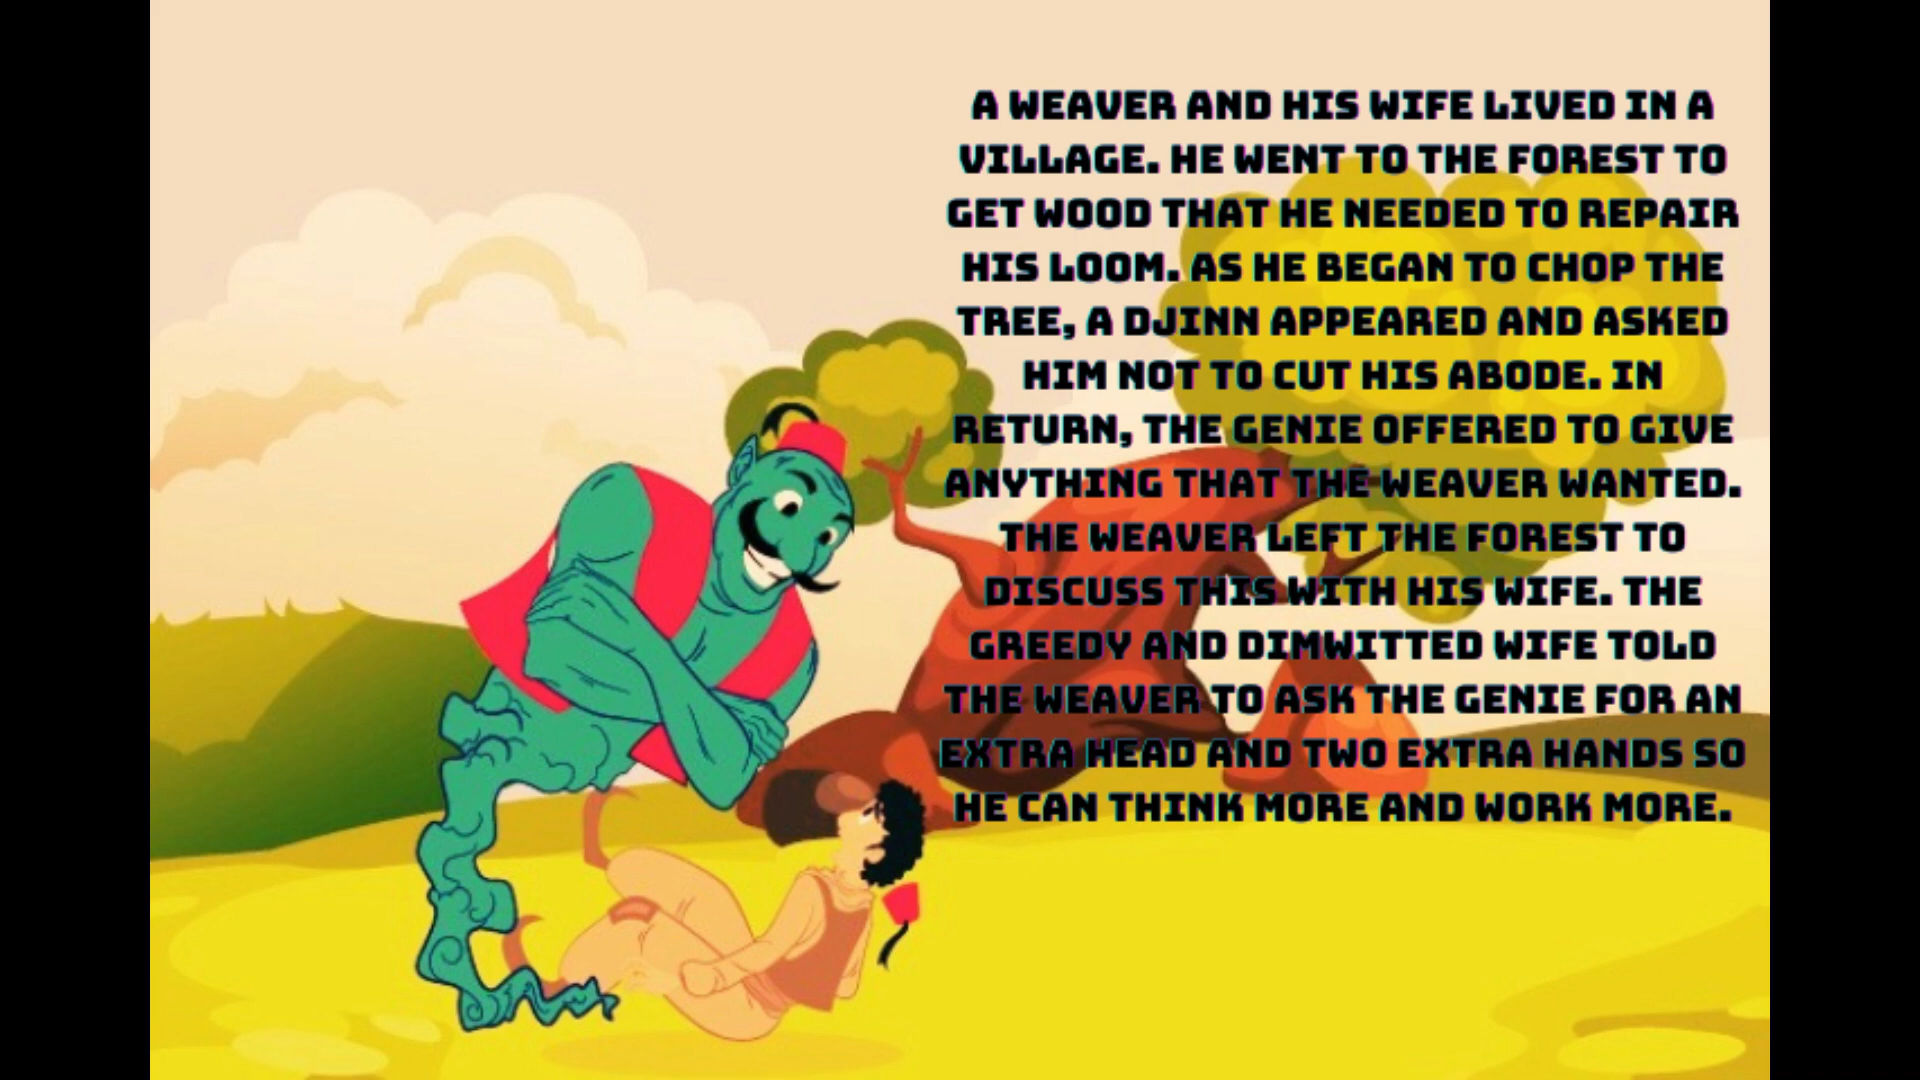 A WEAVER AND HIS WIFE LIVED IN A
VILLAGE. HE WENT TO THE FOREST TO
GET WOOD THAT HE NEEDED TO REPAIR
HIS LOOM. AS HE BEGAN TO CHOP THE
TREE, A DJINN APPEARED AND ASKED
HIM NOT TO CUT HIS ABODE. IN
RETURN, THE GENIE OFFERED TO GIVE
ANYTHING THAT THE WEAVER WANTED.
THE WEAVER LEFT THE FOREST TO
DISCUSS THIS WITH HIS WIFE. THE
GREEDY AND DIMWITTED WIFE TOLD
THE WEAVER TO ASK THE GENIE FOR AN
EXTRA HEAD AND TWO EXTRA HANDS SO
HE CAN THINK MORE AND WORK MORE.